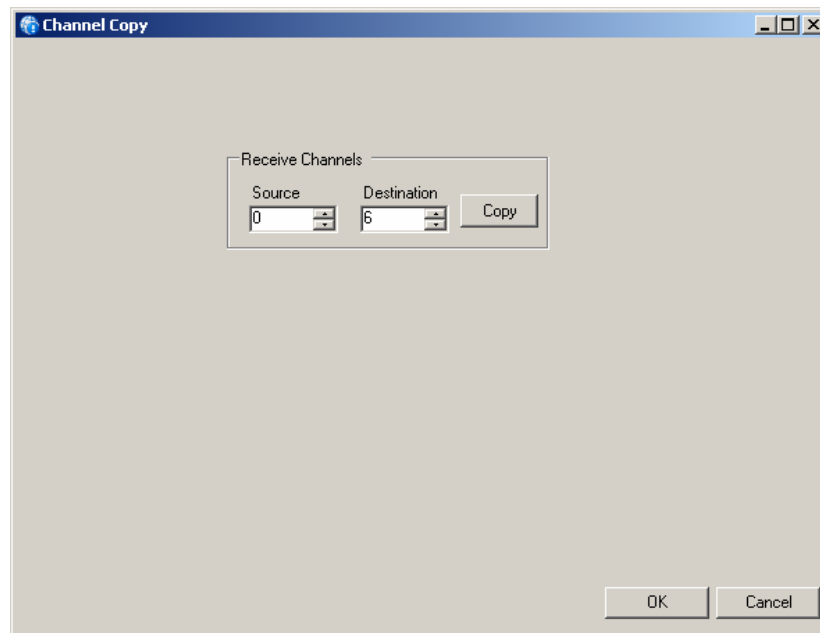 Channel Copy
Receive Channels
Source Destination
0 6 Copy
OK Cancel